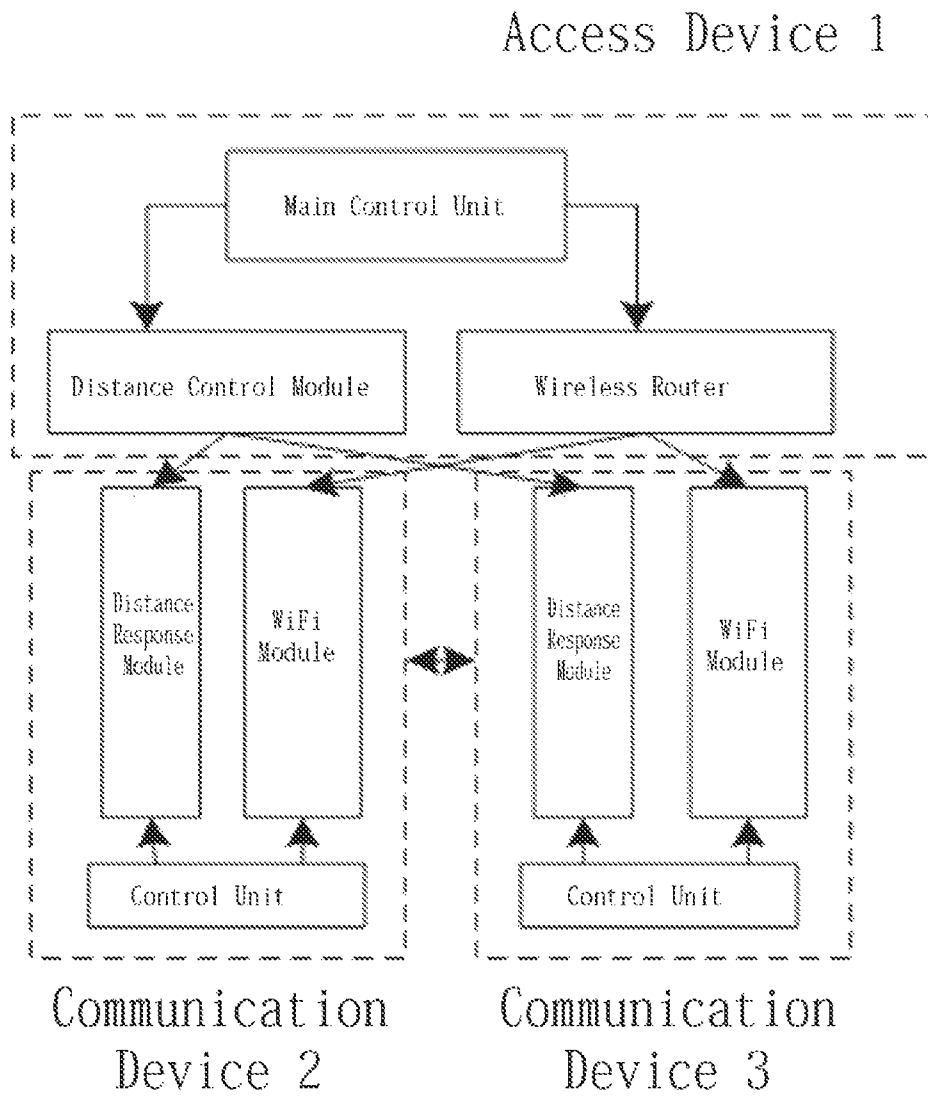 Access Device 1
Main Control Unit
Distance Control Module
Wireless Router
Distance
Response
Module
WiFi
Module
Distance
Response
Module
WiFi
Module
Control Unit
Control Unit
Communication
Device 2
Communication
Device 3